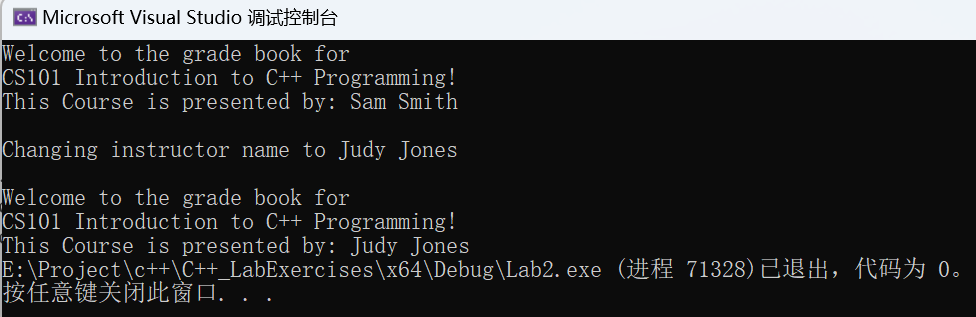 Microsoft Visual Studio 调试控制台
Welcome to the grade book for
CS101 Introduction to C++ Programming!
This Course is presented by: Sam Smith
Changing instructor name to Judy Jones
Welcome to the grade book for
CS101 Introduction to C++ Programming!
This Course is presented by: Judy Jones
E:\Project\c++\C++_LabExercises\x64\Debug\Lab2.exe (进程 71328)已退出，代码为 0。
按任意键关闭此窗口. . .